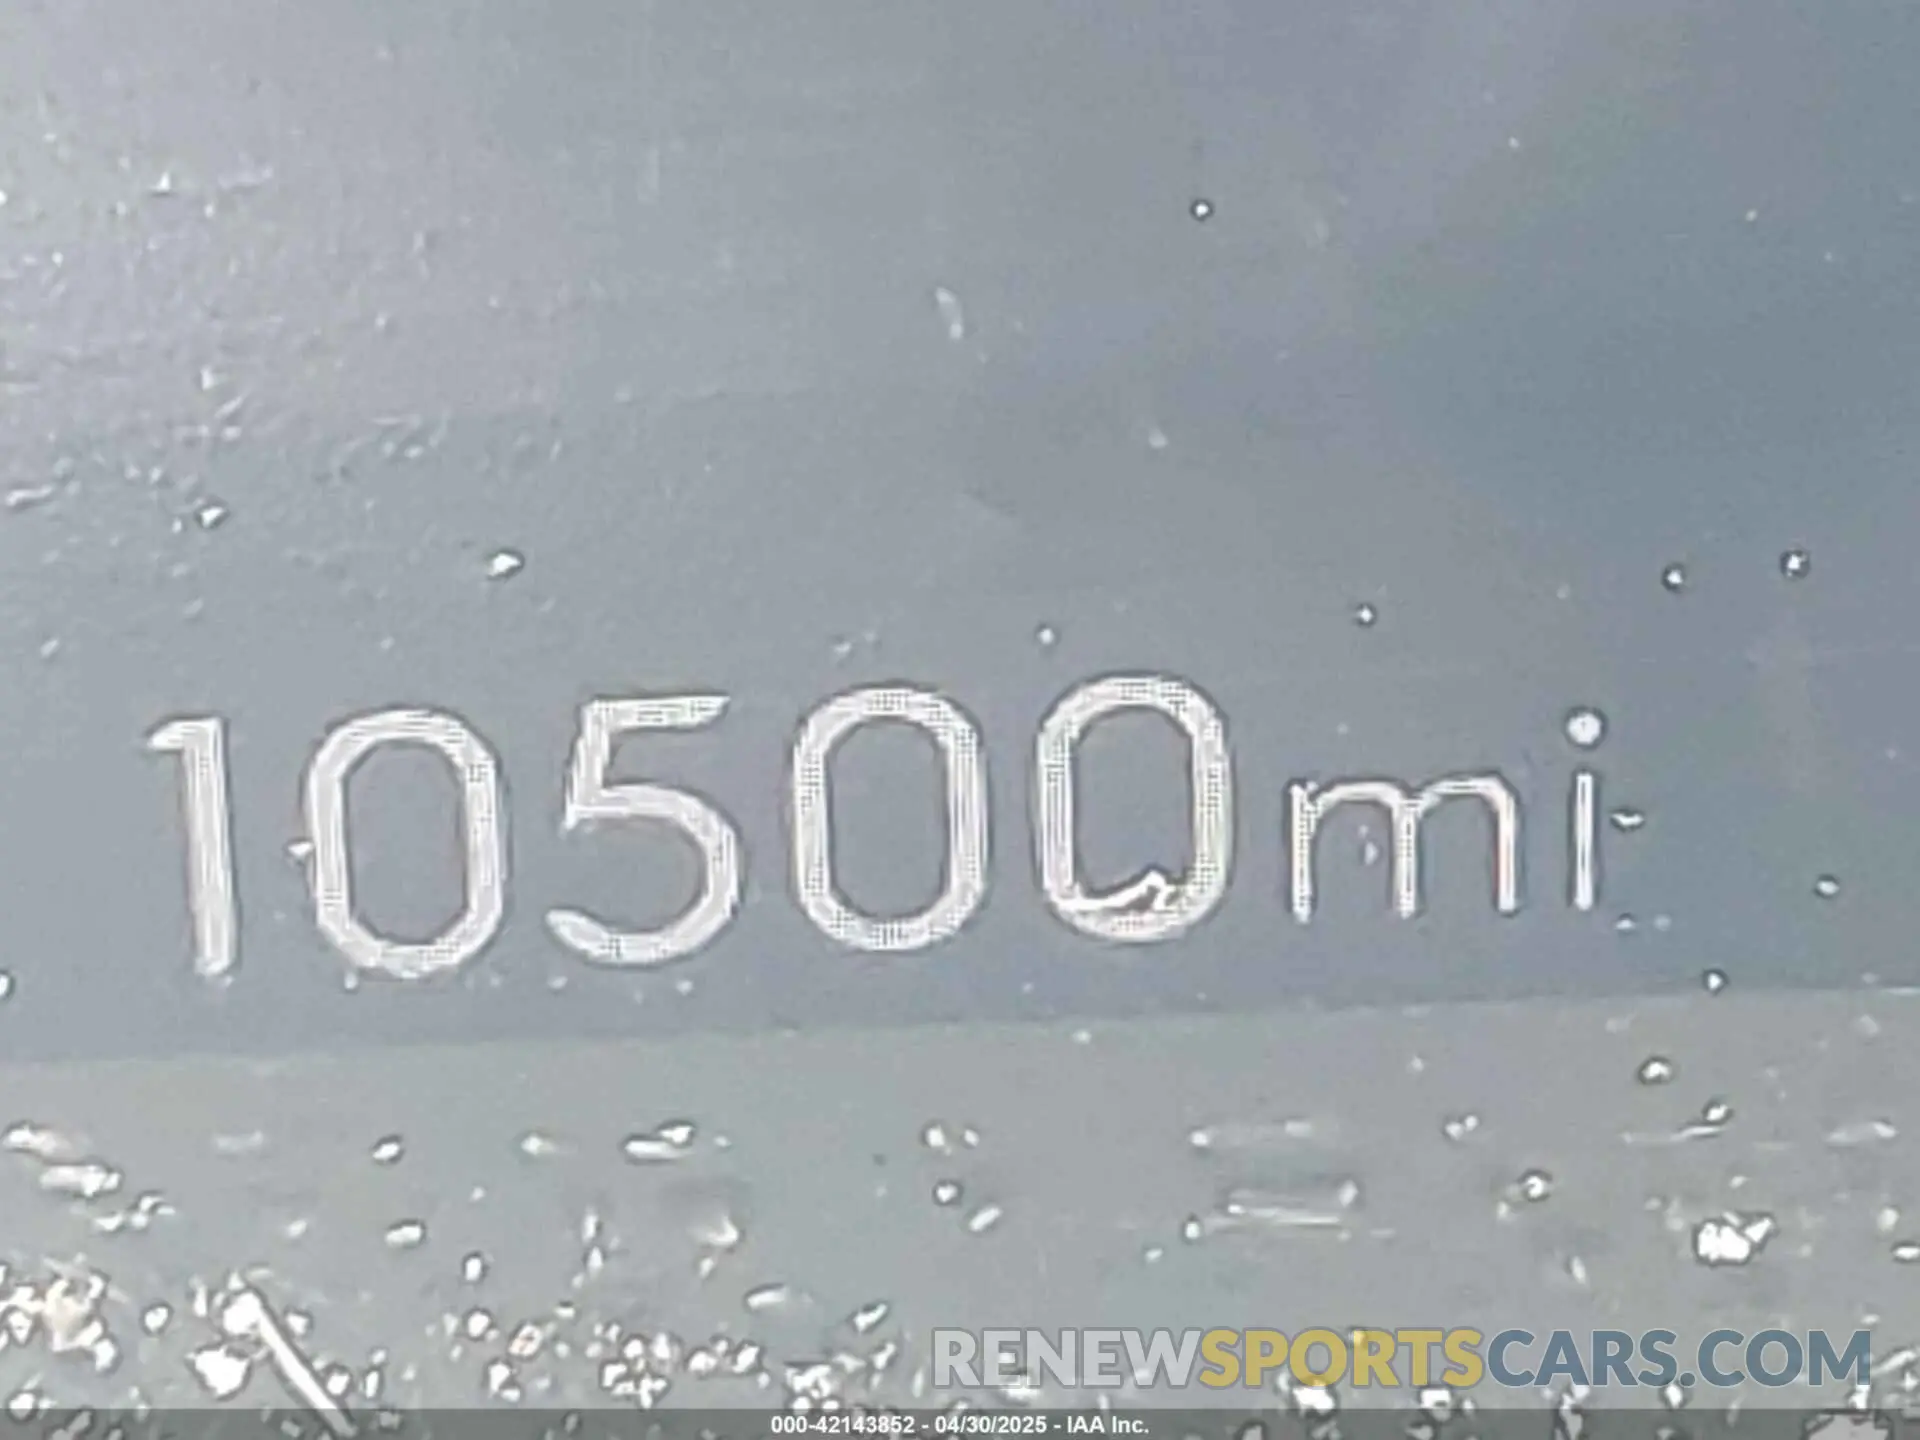 10500mi
RENEWSPORTSCARS.COM
000-42143852 - 04/30/2025 - IAA Inc.